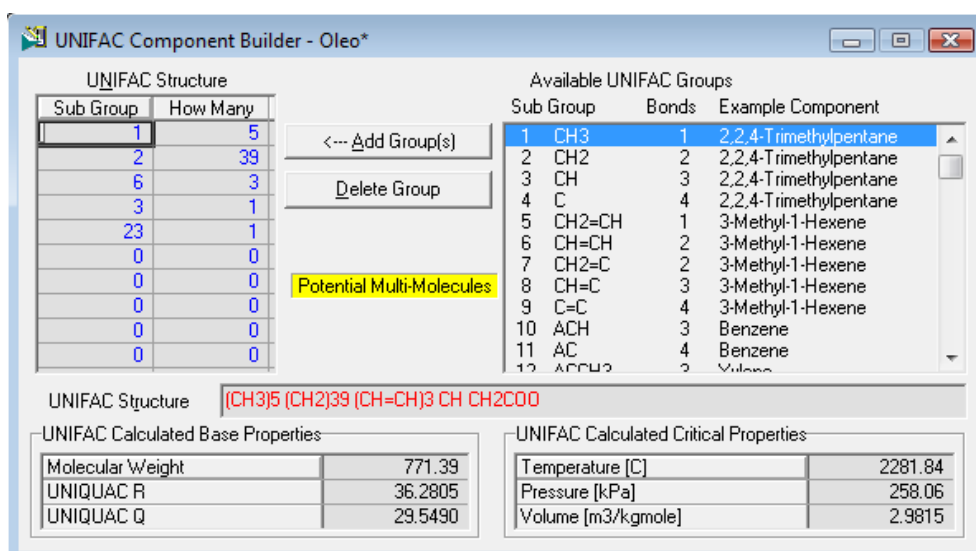 UNIFAC Component Builder - Oleo*
UNIFAC Structure Available UNIFAC Groups
Sub Group How Many Sub Group Bonds Example Component
1 5 <--- Add Group(s) 1 CH3 1 2,2,4-Trimethylpentane
2 39 2 CH2 2 2,2,4-Trimethylpentane
6 3 Delete Group 3 CH 3 2,2,4-Trimethylpentane
3 1 4 C 4 2,2,4-Trimethylpentane
23 1 5 CH2=CH 1 3-Methyl-1-Hexene
0 0 6 CH=CH 2 3-Methyl-1-Hexene
0 0 Potential Multi-Molecules 7 CH2=C 2 3-Methyl-1-Hexene
0 0 8 CH=C 3 3-Methyl-1-Hexene
0 0 9 C=C 4 3-Methyl-1-Hexene
0 0 10 ACH 3 Benzene
11 AC 4 Benzene
12 ACCH3
UNIFAC Structure (CH3)5 (CH2)39 (CH=CH)3 CH CH2COO
UNIFAC Calculated Base Properties UNIFAC Calculated Critical Properties
Molecular Weight 771.39 Temperature [C] 2281.84
UNIQUAC R 36.2805 Pressure [kPa] 258.06
UNIQUAC Q 29.5490 Volume [m3/kgmole] 2.9815